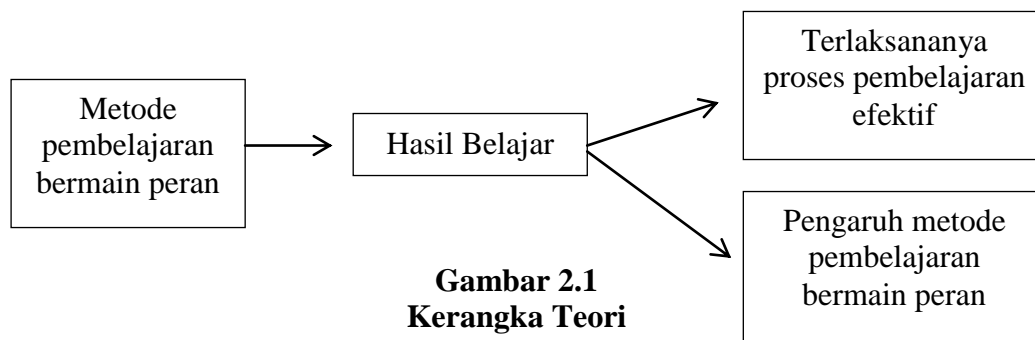 Metode
pembelajaran
bermain peran
Hasil Belajar
Terlaksananya
proses pembelajaran
efektif
Pengaruh metode
pembelajaran
bermain peran
Gambar 2.1
Kerangka Teori